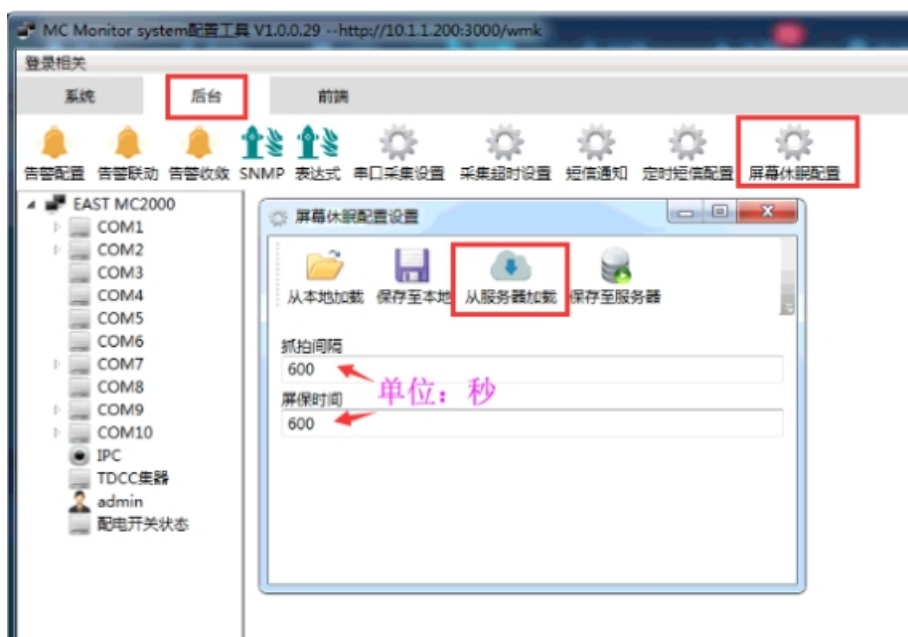 MC Monitor system配置工具 V1.0.0.29 --http://10.1.1.200:3000/wmk
登录相关
系统 后台 前端
告警配置 告警联动 告警收敛 SNMP 表达式 串口采集设置 采集超时设置 短信通知 定时短信配置 屏幕休眠配置
EAST MC2000
COM1
COM2
COM3
COM4
COM5
COM6
COM7
COM8
COM9
COM10
IPC
TDCC集器
admin
配电开关状态
屏幕休眠配置设置
从本地加载 保存至本地 从服务器加载 保存至服务器
抓拍间隔
600
单位：秒
屏保时间
600